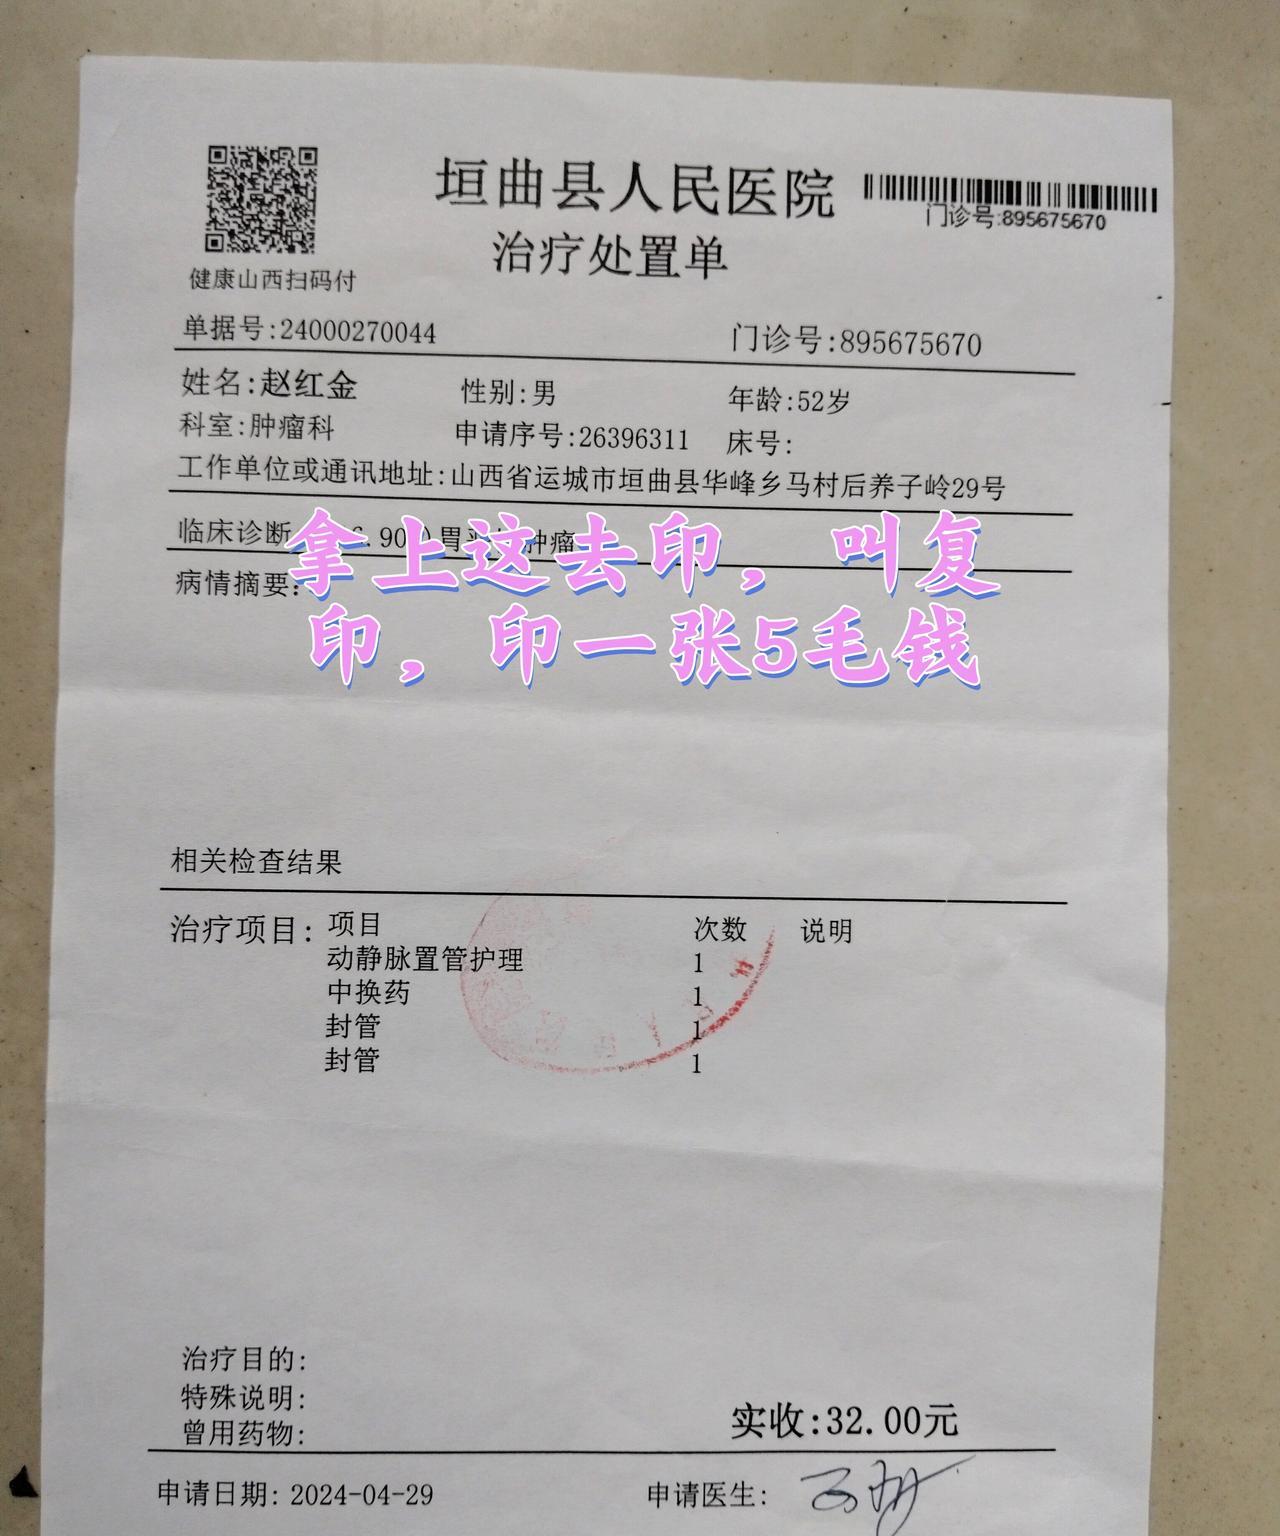 垣曲县人民医院
门诊号:895675670
治疗处置单
健康山西扫码付
单据号:24000270044 门诊号:895675670
姓名:赵红金 性别:男 年龄:52岁
科室:肿瘤科 申请序号:26396311 床号:
工作单位或通讯地址:山西省运城市垣曲县华峰乡马村后养子岭29号
临床诊断 6.90 胃 肿瘤
拿上这去印，叫复
病情摘要:
印，印一张5毛钱
相关检查结果
治疗项目: 项目 次数 说明
动静脉置管护理 1
中换药 1
封管 1
封管 1
治疗目的:
特殊说明:
曾用药物:
实收:32.00元
申请日期: 2024-04-29 申请医生: